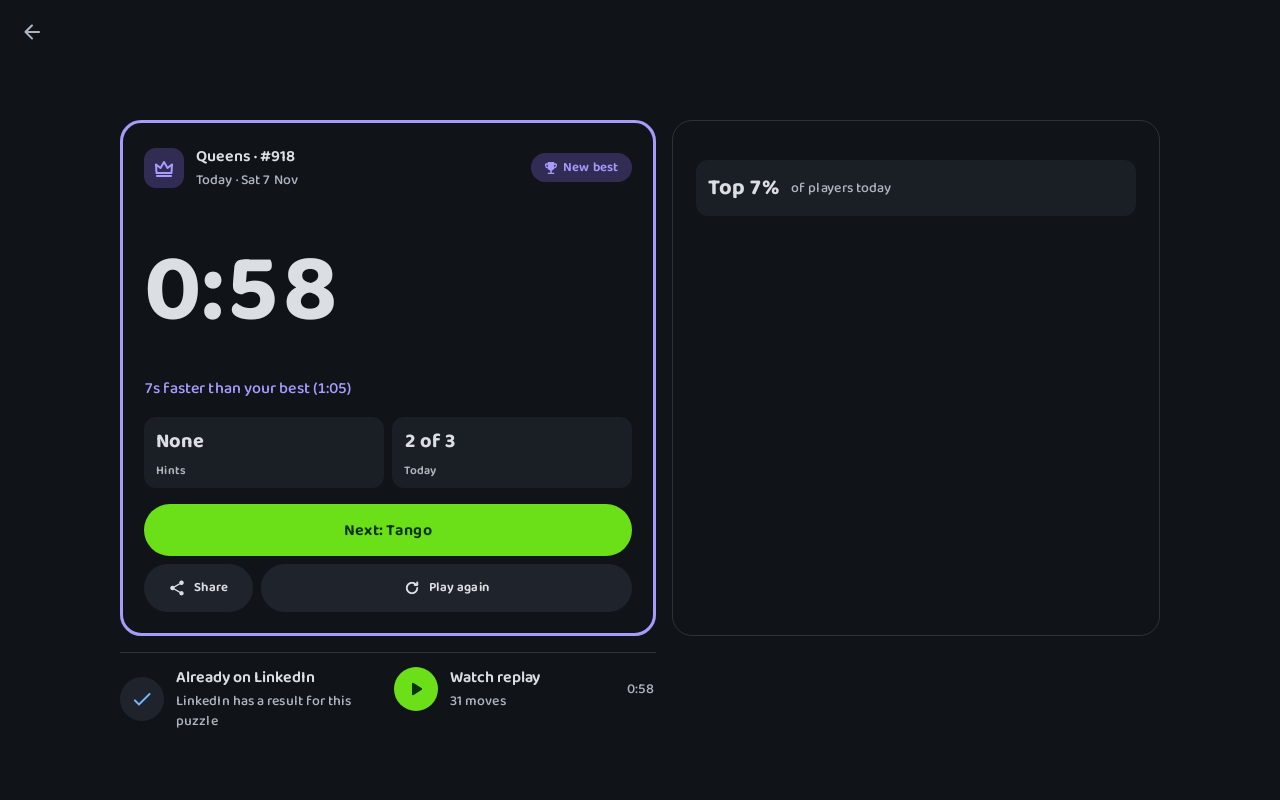 Queens · #918
Today · Sat 7 Nov
New best
0:58
7s faster than your best (1:05)
None
Hints
2 of 3
Today
Next: Tango
Share
Play again
Top 7% of players today
Already on LinkedIn
LinkedIn has a result for this
puzzle
Watch replay
31 moves
0:58